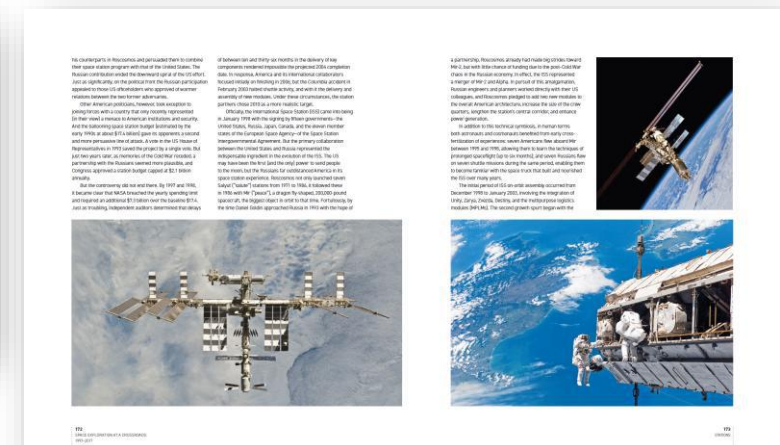 his counterparts in Roscosmos and persuaded them to combine
their space station program with that of the United States. The
Russian contribution ended the downward spiral of the US effort.
Just as significantly, on the political front the Russian participation
appealed to those US officeholders who approved of warmer
relations between the two former adversaries.
Other American politicians, however, took exception to
joining forces with a country that only recently represented
(in their view) a menace to American institutions and security.
And the ballooning space station budget (estimated by the
early 1990s at about $17.4 billion) gave its opponents a second
and more persuasive line of attack. A vote in the US House of
Representatives in 1993 saved the project by a single vote. But
just two years later, as memories of the Cold War receded, a
partnership with the Russians seemed more plausible, and
Congress approved a station budget capped at $2.1 billion
annually.
But the controversy did not end there. By 1997 and 1998,
it became clear that NASA breached the yearly spending limit
and required an additional $7.3 billion over the baseline $17.4.
Just as troubling, independent auditors determined that delays
of between ten and thirty-six months in the delivery of key
components rendered impossible the projected 2004 completion
date. In response, America and its international collaborators
focused initially on finishing in 2006; but the Columbia accident in
February 2003 halted shuttle activity, and with it the delivery and
assembly of new modules. Under these circumstances, the station
partners chose 2010 as a more realistic target.
Officially, the International Space Station (ISS) came into being
in January 1998 with the signing by fifteen governments—the
United States, Russia, Japan, Canada, and the eleven member
states of the European Space Agency—of the Space Station
Intergovernmental Agreement. But the primary collaboration
between the United States and Russia represented the
indispensable ingredient in the evolution of the ISS. The US
may have been the first (and the only) power to send people
to the moon, but the Russians far outdistanced America in its
space station experience. Roscosmos not only launched seven
Salyut ("salute") stations from 1971 to 1986, it followed these
in 1986 with Mir ("peace"), a dragon fly-shaped, 200,000-pound
spacecraft, the biggest object in orbit to that time. Fortuitously, by
the time Daniel Goldin approached Russia in 1993 with the hope of
a partnership, Roscosmos already had made big strides toward
Mir-2, but with little chance of funding due to the post-Cold War
chaos in the Russian economy. In effect, the ISS represented
a merger of Mir-2 and Alpha. In pursuit of this amalgamation,
Russian engineers and planners worked directly with their US
colleagues, and Roscosmos pledged to add two new modules to
the overall American architecture, increase the size of the crew
quarters, lengthen the station's central corridor, and enhance
power generation.
In addition to this technical symbiosis, in human terms
both astronauts and cosmonauts benefited from early cross-
fertilization of experiences: seven Americans flew aboard Mir
between 1995 and 1998, allowing them to learn the techniques of
prolonged spaceflight (up to six months); and seven Russians flew
on seven shuttle missions during the same period, enabling them
to become familiar with the space truck that built and nourished
the ISS over many years.
The initial period of ISS on-orbit assembly occurred from
December 1998 to January 2003, involving the integration of
Unity, Zarya, Zvezda, Destiny, and the multipurpose logistics
modules (MPLMs). The second growth spurt began with the
172
173